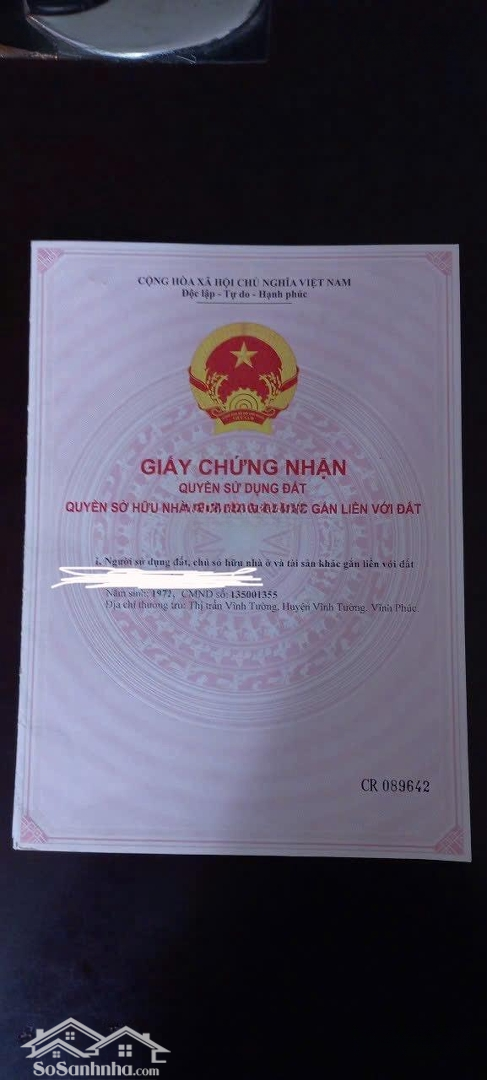 CỘNG HÒA XÃ HỘI CHỦ NGHĨA VIỆT NAM
Độc lập - Tự do - Hạnh phúc
GIẤY CHỨNG NHẬN
QUYỀN SỬ DỤNG ĐẤT
QUYỀN SỞ HỮU NHÀ GẮN LIỀN VỚI ĐẤT
I. Người sử dụng đất, chủ sở hữu nhà ở và tài sản khác gắn liền với đất
Năm sinh: 1972, CMND số: 135001355
Địa chỉ thường trú: Thị trấn Vĩnh Tường, Huyện Vĩnh Tường, Vĩnh Phúc
CR 089642
SoSanhnha.com